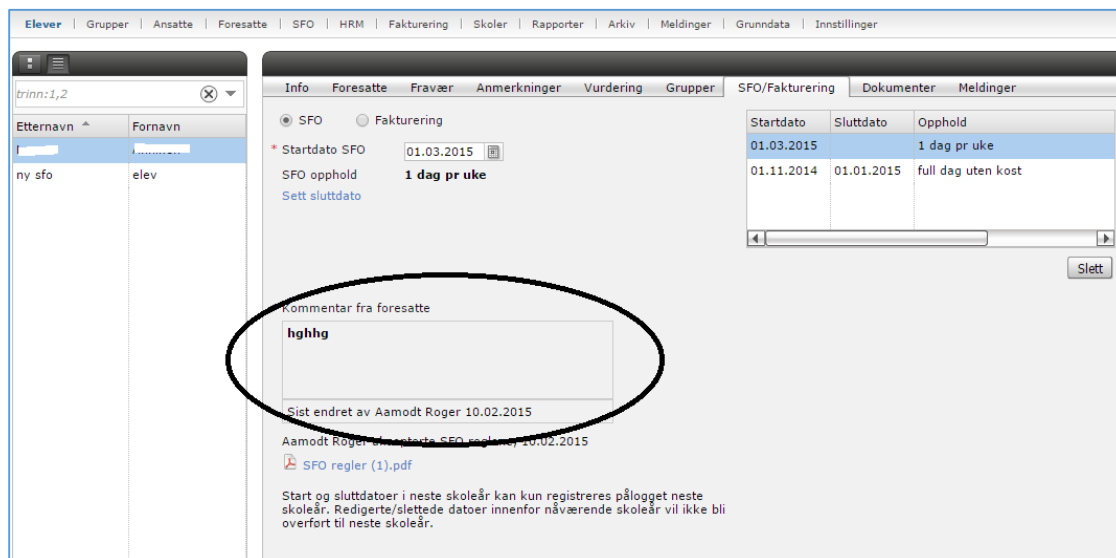 Elever | Grupper | Ansatte | Foresatte | SFO | HRM | Fakturering | Skoler | Rapporter | Arkiv | Meldinger | Grunndata | Innstillinger
trinn:1,2
Etternavn Fornavn
ny sfo elev
Info Foresatte Fravær Anmerkninger Vurdering Grupper SFO/Fakturering Dokumenter Meldinger
SFO Fakturering
* Startdato SFO 01.03.2015
SFO opphold 1 dag pr uke
Sett sluttdato
Startdato Sluttdato Opphold
01.03.2015 1 dag pr uke
01.11.2014 01.01.2015 full dag uten kost
Slett
Kommentar fra foresatte
hghhg
Sist endret av Aamodt Roger 10.02.2015
Aamodt Roger aksepterte SFO reglene, 10.02.2015
SFO regler (1).pdf
Start og sluttdatoer i neste skoleår kan kun registreres pålogget neste
skoleår. Redigerte/slettede datoer innenfor nåværende skoleår vil ikke bli
overført til neste skoleår.